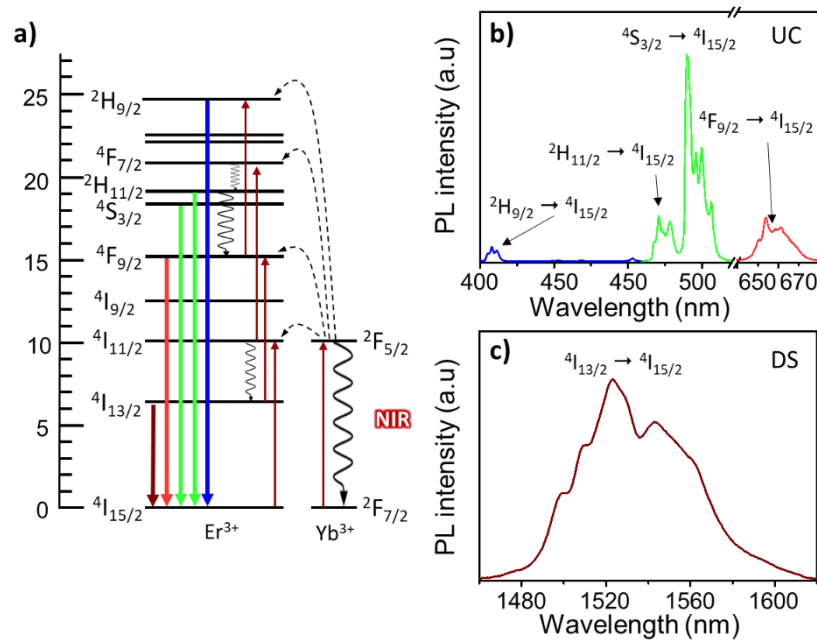 a)
25
20
15
10
5
0
²H₉/₂
⁴F₇/₂
²H₁₁/₂
⁴S₃/₂
⁴F₉/₂
⁴I₉/₂
⁴I₁₁/₂
⁴I₁₃/₂
⁴I₁₅/₂
Er³⁺
²F₅/₂
NIR
²F₇/₂
Yb³⁺
b)
⁴S₃/₂ → ⁴I₁₅/₂
UC
⁴F₉/₂ → ⁴I₁₅/₂
²H₁₁/₂ → ⁴I₁₅/₂
²H₉/₂ → ⁴I₁₅/₂
PL intensity (a.u)
400 450 450 500 650 670
Wavelength (nm)
c)
⁴I₁₃/₂ → ⁴I₁₅/₂
DS
PL intensity (a.u)
1480 1520 1560 1600
Wavelength (nm)